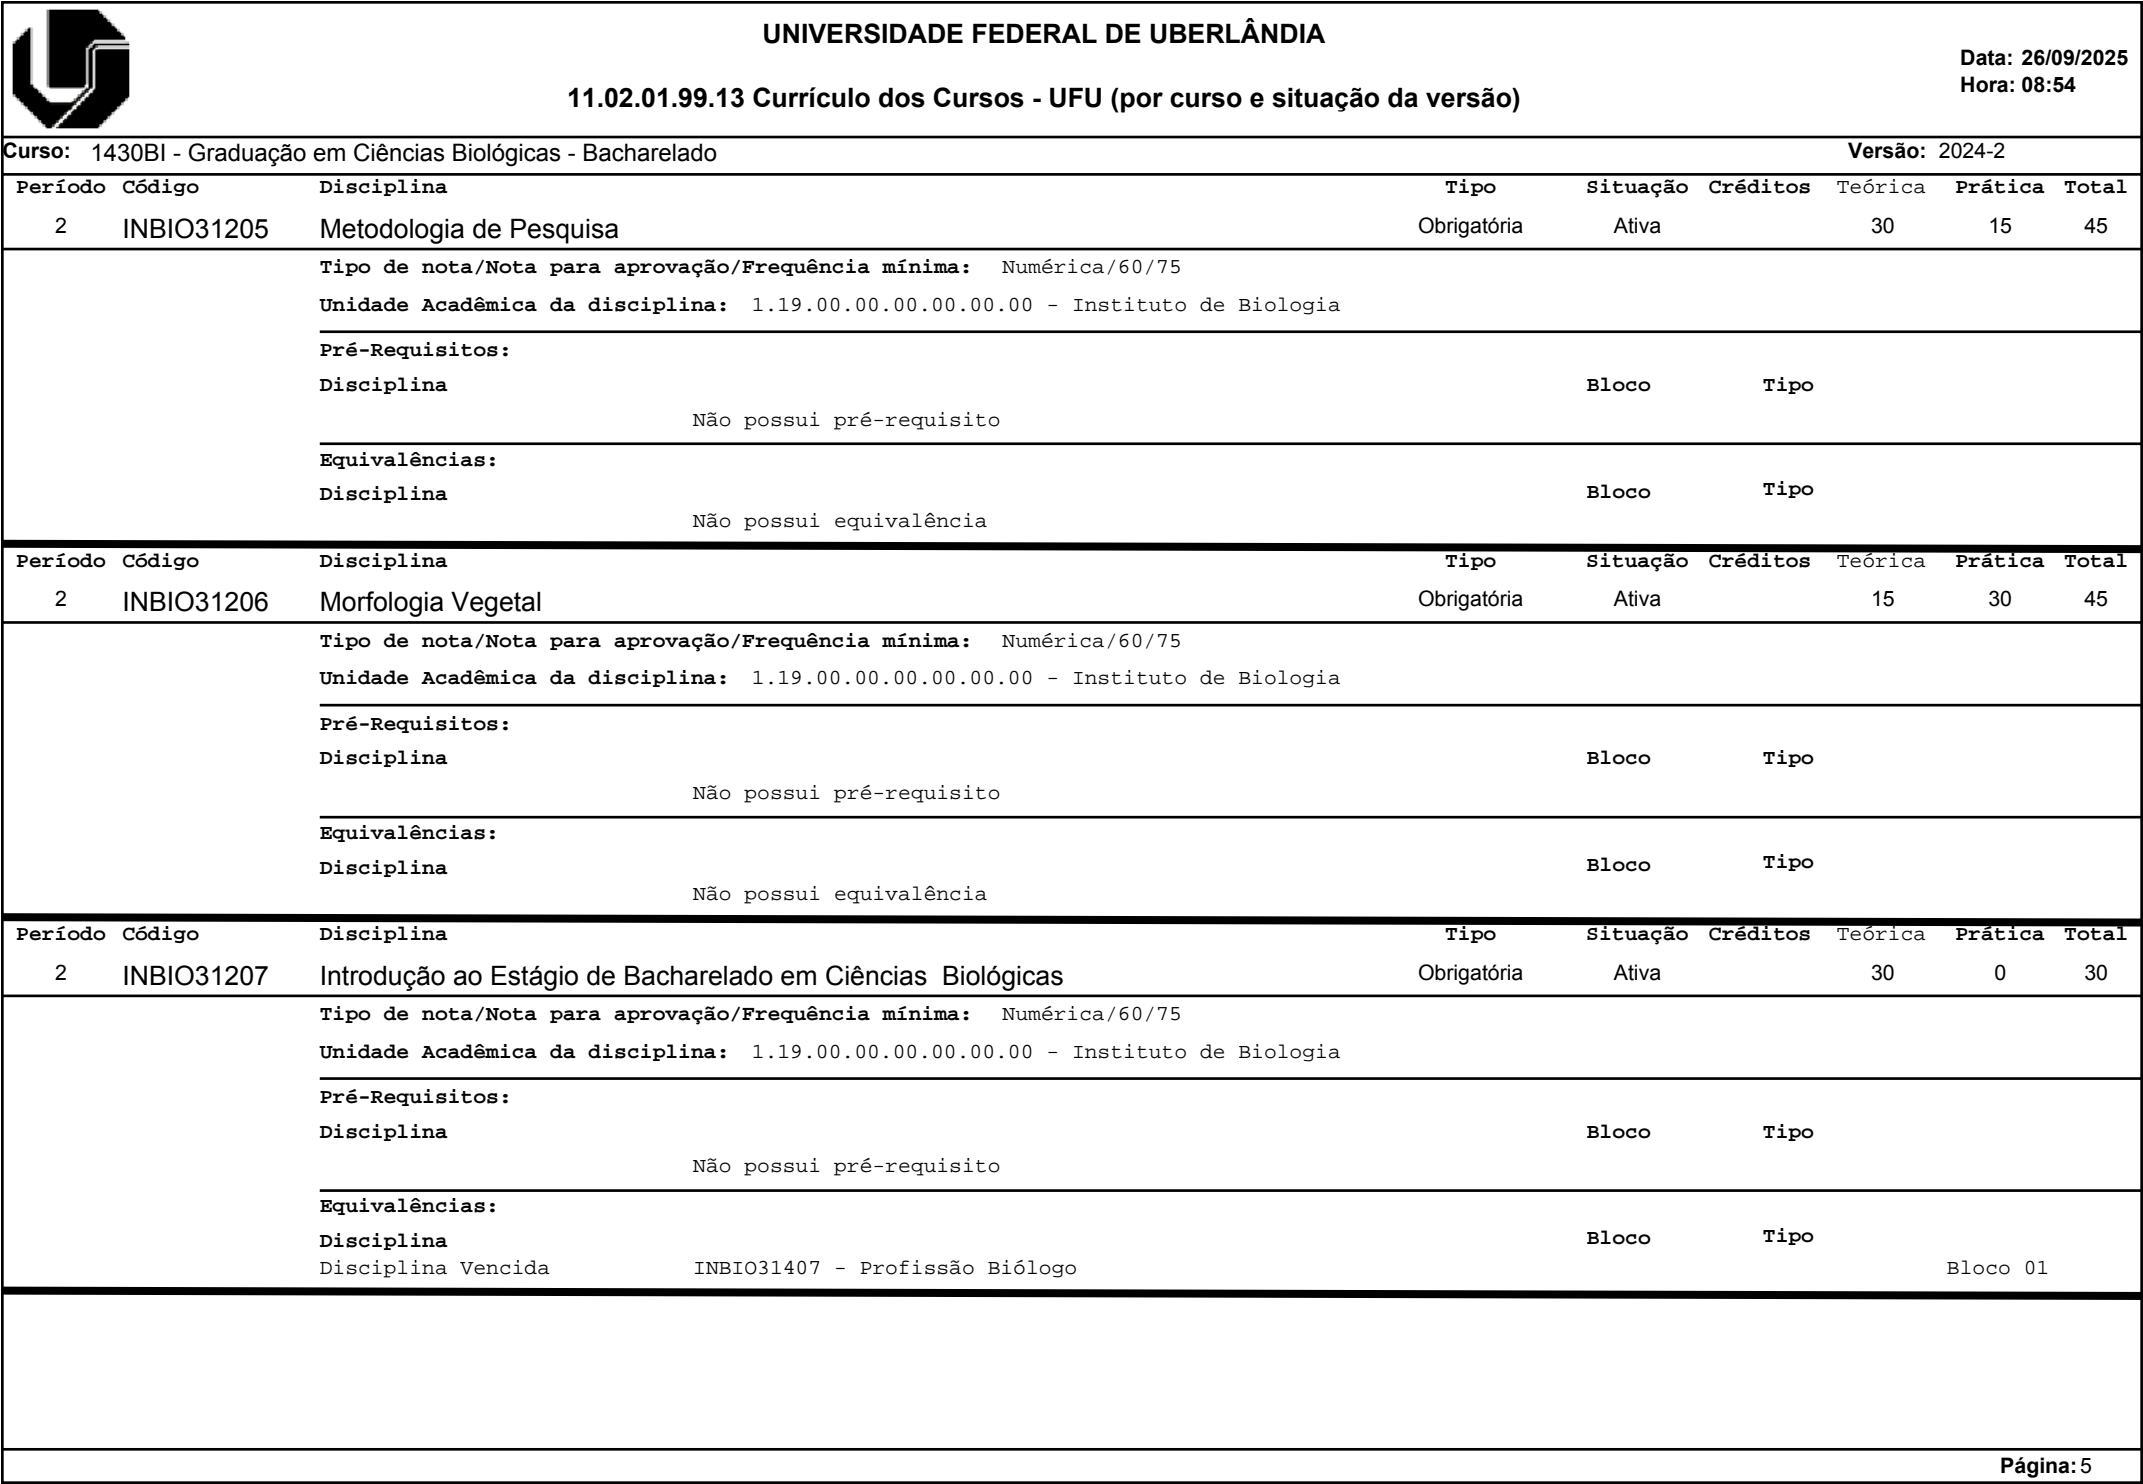 UNIVERSIDADE FEDERAL DE UBERLÂNDIA
Data: 26/09/2025
Hora: 08:54
11.02.01.99.13 Currículo dos Cursos - UFU (por curso e situação da versão)
Curso: 1430BI - Graduação em Ciências Biológicas - Bacharelado Versão: 2024-2
Período Código Disciplina Tipo Situação Créditos Teórica Prática Total
2 INBIO31205 Metodologia de Pesquisa Obrigatória Ativa 30 15 45
Tipo de nota/Nota para aprovação/Frequência mínima: Numérica/60/75
Unidade Acadêmica da disciplina: 1.19.00.00.00.00.00.00 - Instituto de Biologia
Pré-Requisitos:
Disciplina Bloco Tipo
Não possui pré-requisito
Equivalências:
Disciplina Bloco Tipo
Não possui equivalência
Período Código Disciplina Tipo Situação Créditos Teórica Prática Total
2 INBIO31206 Morfologia Vegetal Obrigatória Ativa 15 30 45
Tipo de nota/Nota para aprovação/Frequência mínima: Numérica/60/75
Unidade Acadêmica da disciplina: 1.19.00.00.00.00.00.00 - Instituto de Biologia
Pré-Requisitos:
Disciplina Bloco Tipo
Não possui pré-requisito
Equivalências:
Disciplina Bloco Tipo
Não possui equivalência
Período Código Disciplina Tipo Situação Créditos Teórica Prática Total
2 INBIO31207 Introdução ao Estágio de Bacharelado em Ciências Biológicas Obrigatória Ativa 30 0 30
Tipo de nota/Nota para aprovação/Frequência mínima: Numérica/60/75
Unidade Acadêmica da disciplina: 1.19.00.00.00.00.00.00 - Instituto de Biologia
Pré-Requisitos:
Disciplina Bloco Tipo
Não possui pré-requisito
Equivalências:
Disciplina Bloco Tipo
Disciplina Vencida INBIO31407 - Profissão Biólogo Bloco 01
Página: 5